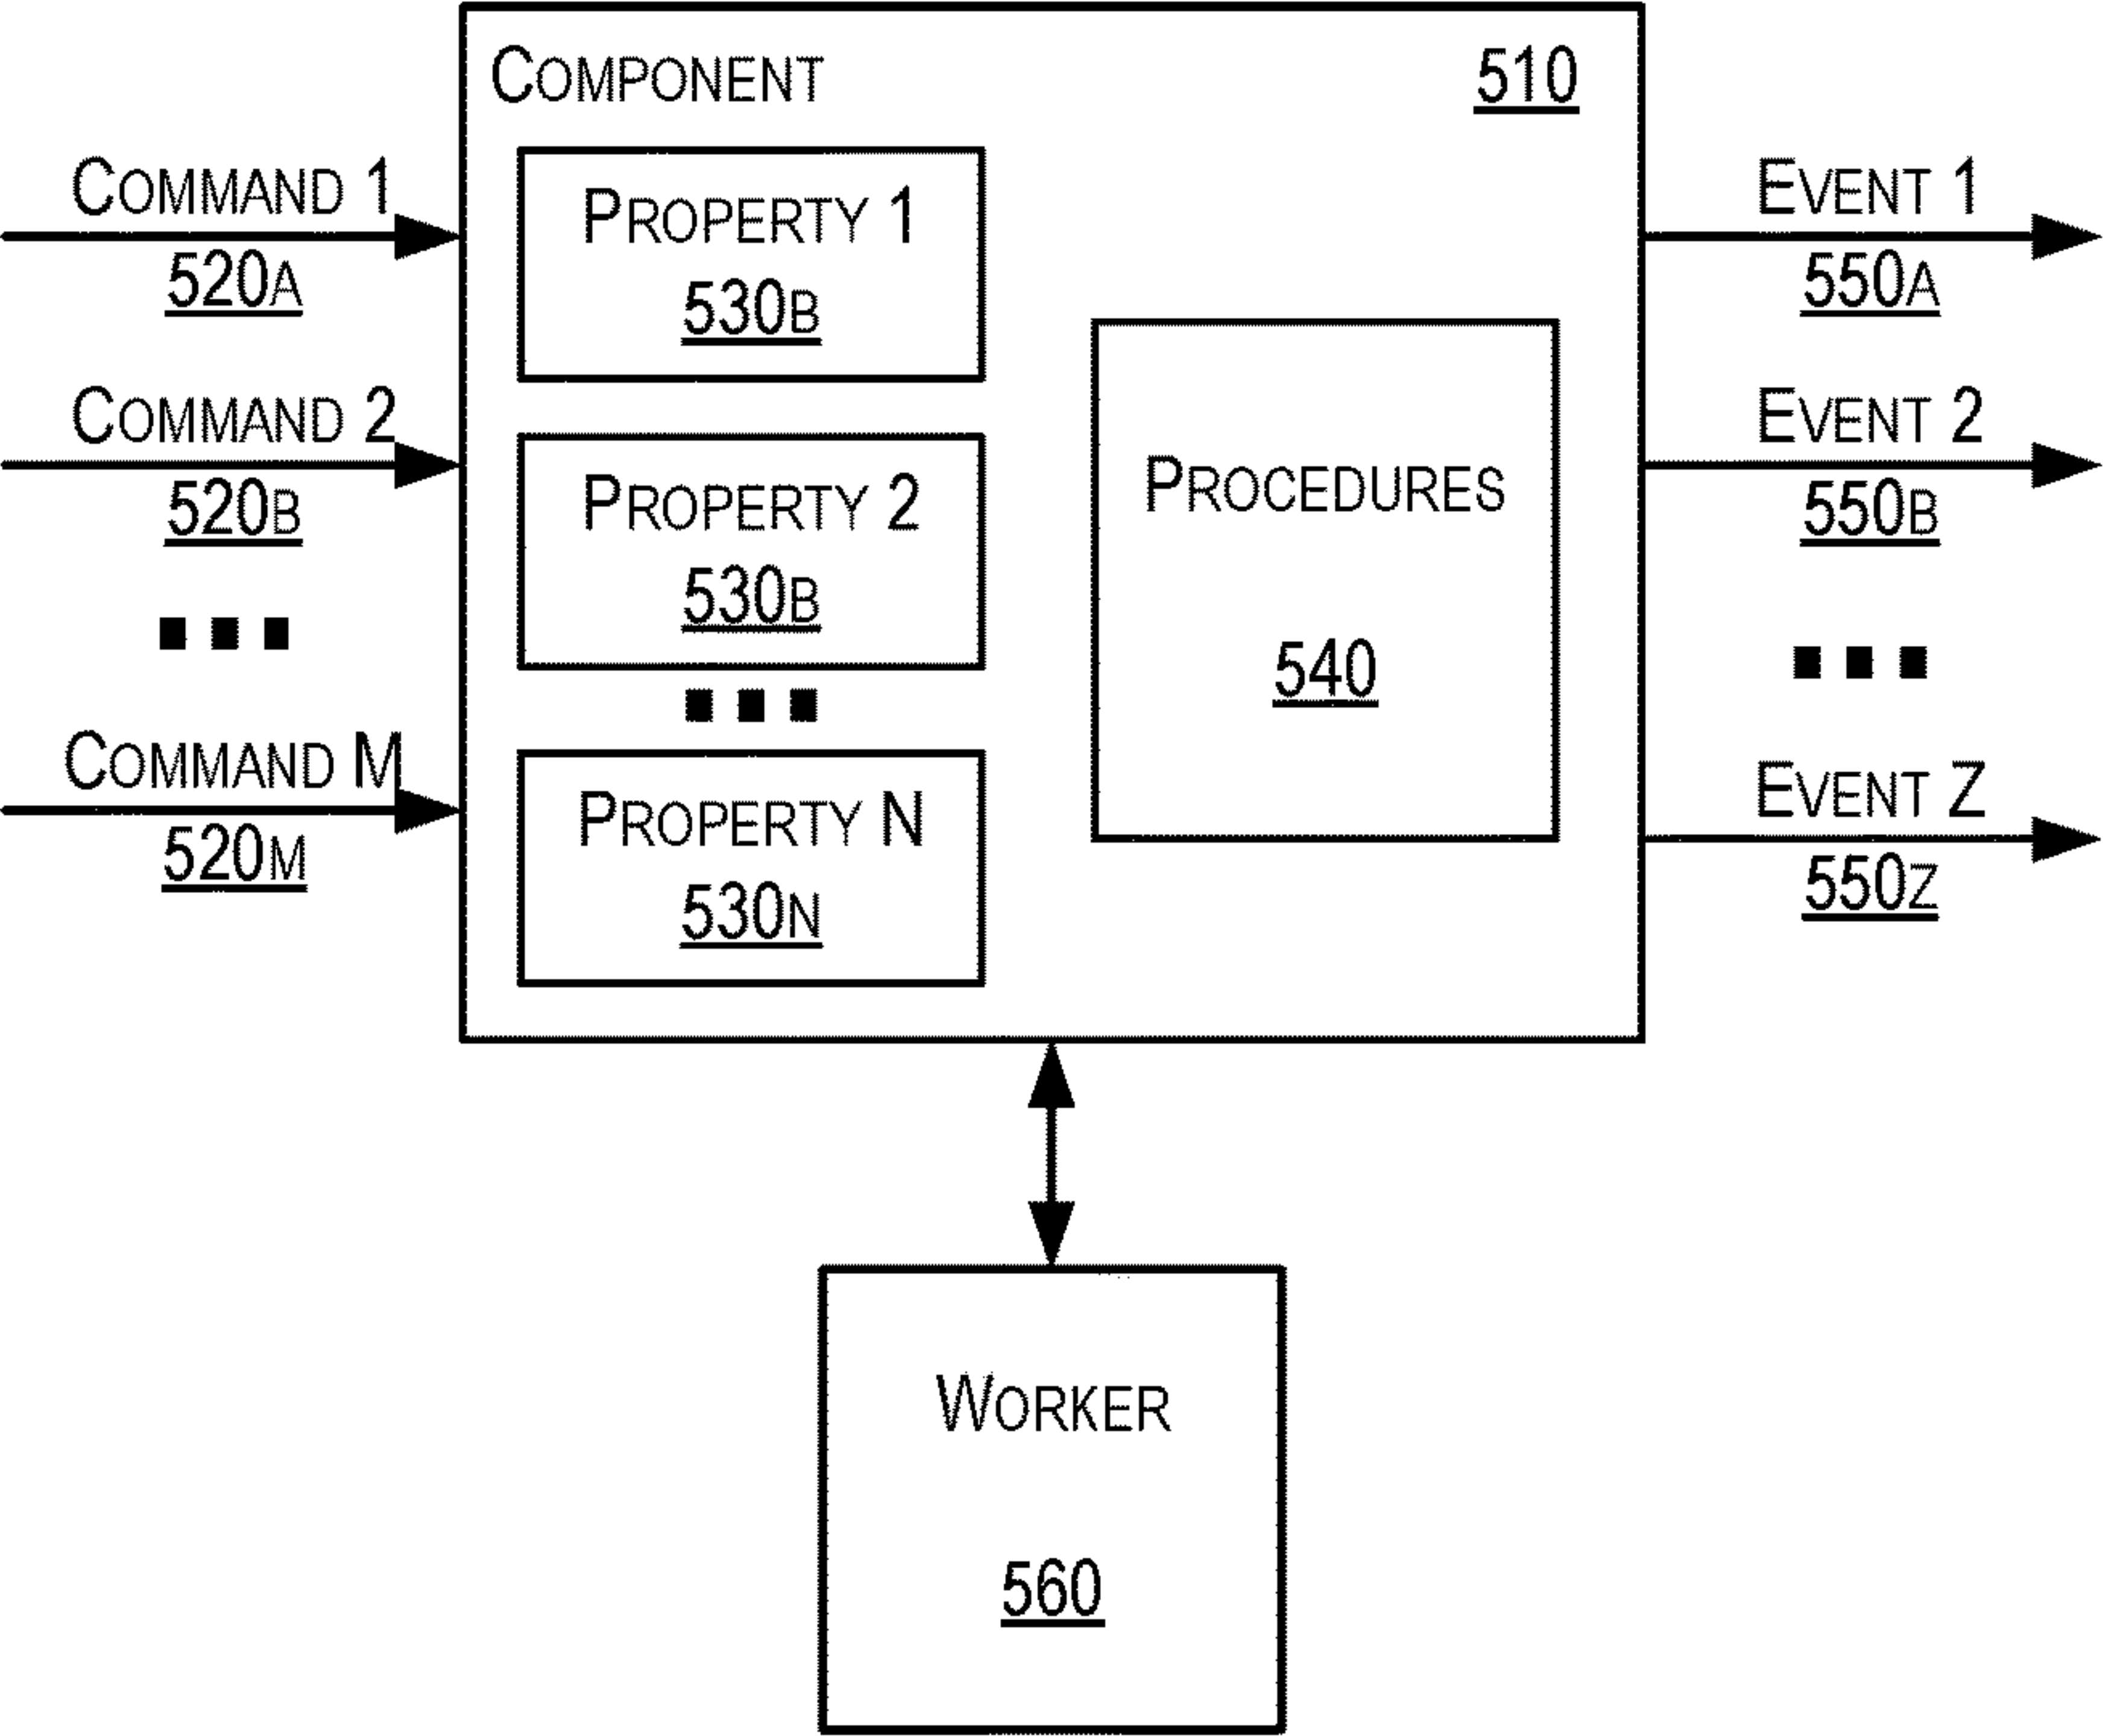 COMPONENT
510
COMMAND 1
520A
COMMAND 2
520B
COMMAND M
520M
PROPERTY 1
530B
PROPERTY 2
530B
PROPERTY N
530N
PROCEDURES
540
EVENT 1
550A
EVENT 2
550B
EVENT Z
550Z
WORKER
560